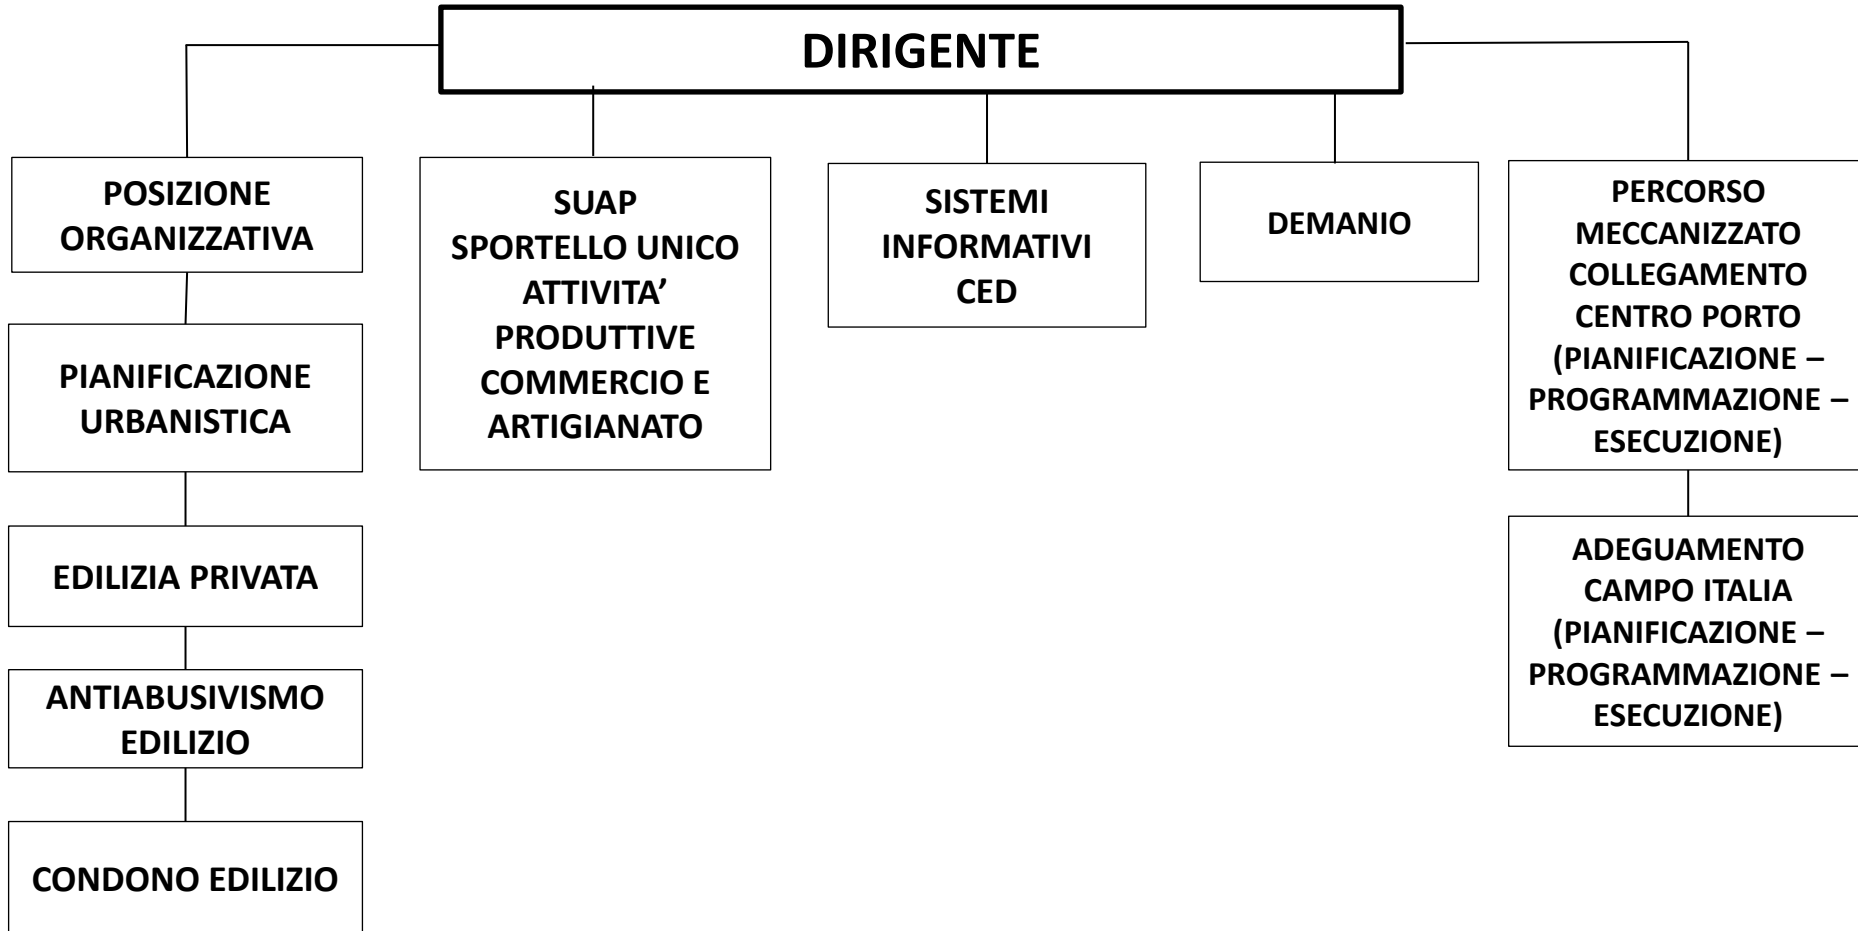 DIRIGENTE
POSIZIONE
ORGANIZZATIVA
PIANIFICAZIONE
URBANISTICA
EDILIZIA PRIVATA
ANTIABUSIVISMO
EDILIZIO
CONDONO EDILIZIO
SUAP
SPORTELLO UNICO
ATTIVITA’
PRODUTTIVE
COMMERCIO E
ARTIGIANATO
SISTEMI
INFORMATIVI
CED
DEMANIO
PERCORSO
MECCANIZZATO
COLLEGAMENTO
CENTRO PORTO
(PIANIFICAZIONE –
PROGRAMMAZIONE –
ESECUZIONE)
ADEGUAMENTO
CAMPO ITALIA
(PIANIFICAZIONE –
PROGRAMMAZIONE –
ESECUZIONE)